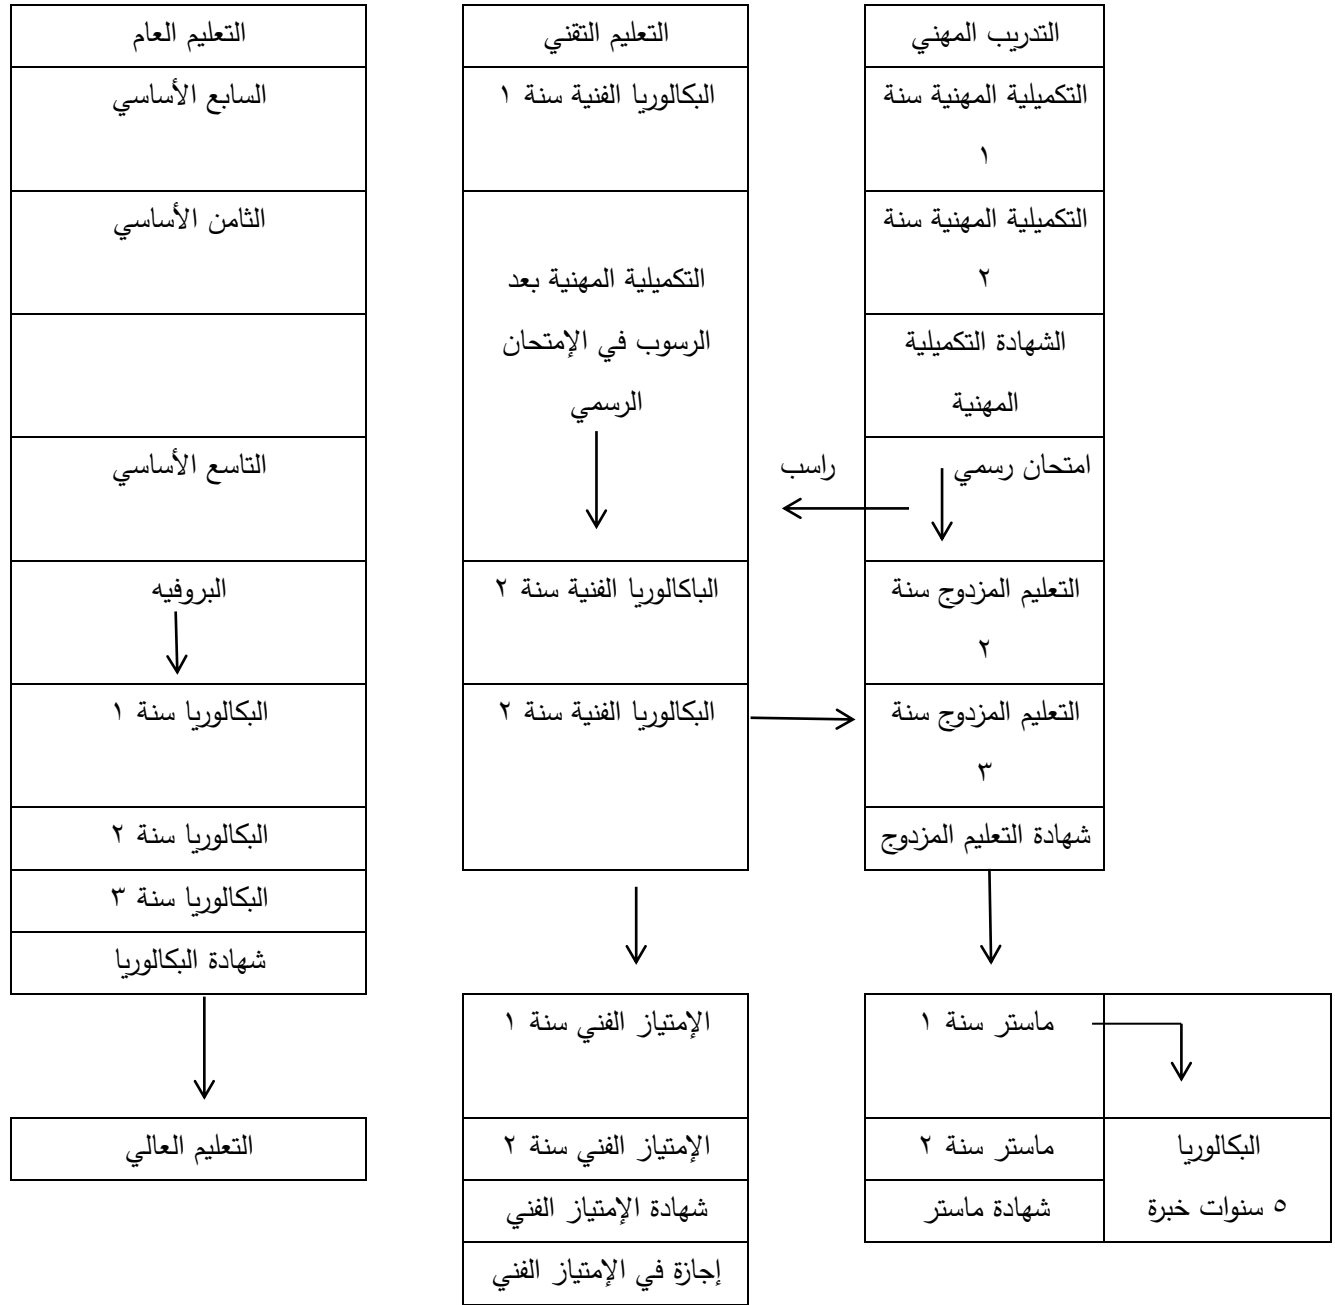 التدريب المهني
التكميلية المهنية سنة
١
التكميلية المهنية سنة
٢
الشهادة التكميلية
المهنية
امتحان رسمي
راسب
التعليم المزدوج سنة
٢
التعليم المزدوج سنة
٣
شهادة التعليم المزدوج
ماستر سنة ١
ماستر سنة ٢
شهادة ماستر
البكالوريا
٥ سنوات خبرة
التعليم التقني
البكالوريا الفنية سنة ١
التكميلية المهنية بعد
الرسوب في الإمتحان
الرسمي
الباكالوريا الفنية سنة ٢
البكالوريا الفنية سنة ٢
الإمتياز الفني سنة ١
الإمتياز الفني سنة ٢
شهادة الإمتياز الفني
إجازة في الإمتياز الفني
التعليم العام
السابع الأساسي
الثامن الأساسي
التاسع الأساسي
البروفيه
البكالوريا سنة ١
البكالوريا سنة ٢
البكالوريا سنة ٣
شهادة البكالوريا
التعليم العالي